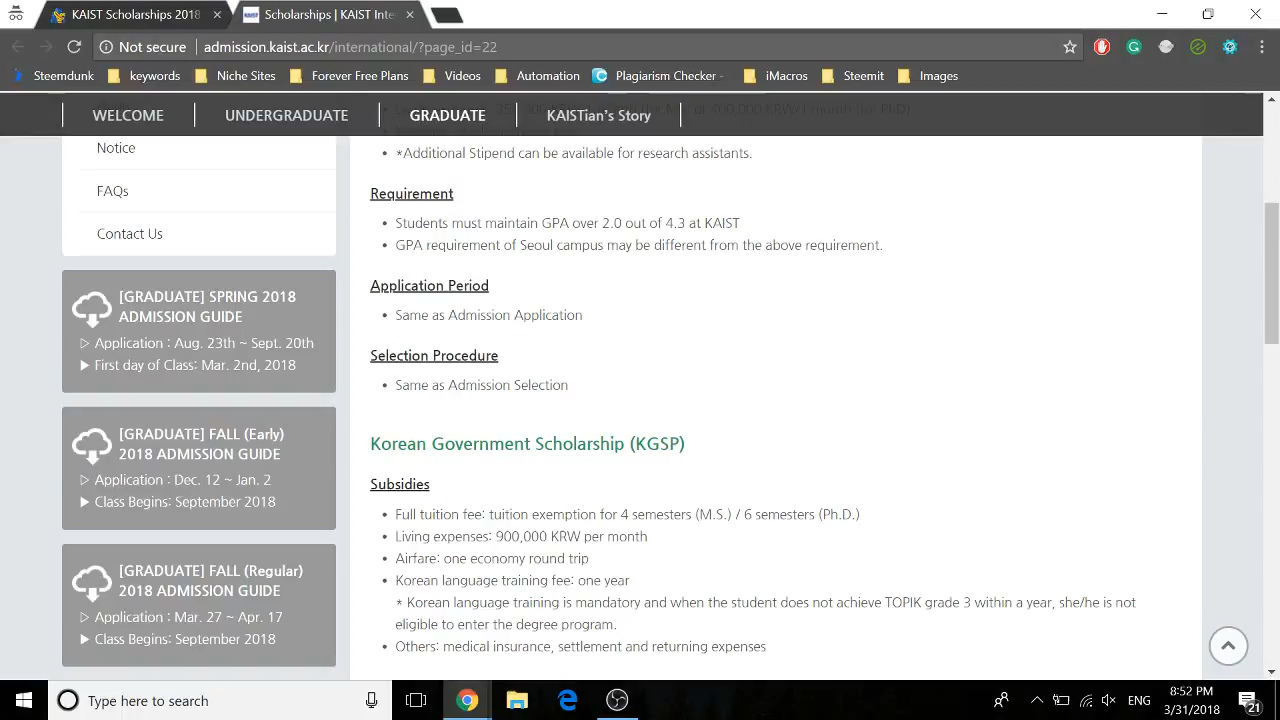 KAIST Scholarships 2018
Scholarships | KAIST Inte
Not secure
admission.kaist.ac.kr/international/?page_id=22
Steemdunk
keywords
Niche Sites
Forever Free Plans
Videos
Automation
Plagiarism Checker -
iMacros
Steemit
Images
WELCOME
UNDERGRADUATE
GRADUATE
KAISTian's Story
Notice
FAQs
Contact Us
[GRADUATE] SPRING 2018
ADMISSION GUIDE
▷ Application : Aug. 23th ~ Sept. 20th
▶ First day of Class: Mar. 2nd, 2018
[GRADUATE] FALL (Early)
2018 ADMISSION GUIDE
▷ Application : Dec. 12 ~ Jan. 2
▶ Class Begins: September 2018
[GRADUATE] FALL (Regular)
2018 ADMISSION GUIDE
▷ Application : Mar. 27 ~ Apr. 17
▶ Class Begins: September 2018
• *Additional Stipend can be available for research assistants.
Requirement
• Students must maintain GPA over 2.0 out of 4.3 at KAIST
• GPA requirement of Seoul campus may be different from the above requirement.
Application Period
• Same as Admission Application
Selection Procedure
• Same as Admission Selection
Korean Government Scholarship (KGSP)
Subsidies
• Full tuition fee: tuition exemption for 4 semesters (M.S.) / 6 semesters (Ph.D.)
• Living expenses: 900,000 KRW per month
• Airfare: one economy round trip
• Korean language training fee: one year
* Korean language training is mandatory and when the student does not achieve TOPIK grade 3 within a year, she/he is not
eligible to enter the degree program.
• Others: medical insurance, settlement and returning expenses
Type here to search
ENG
8:52 PM
3/31/2018
21